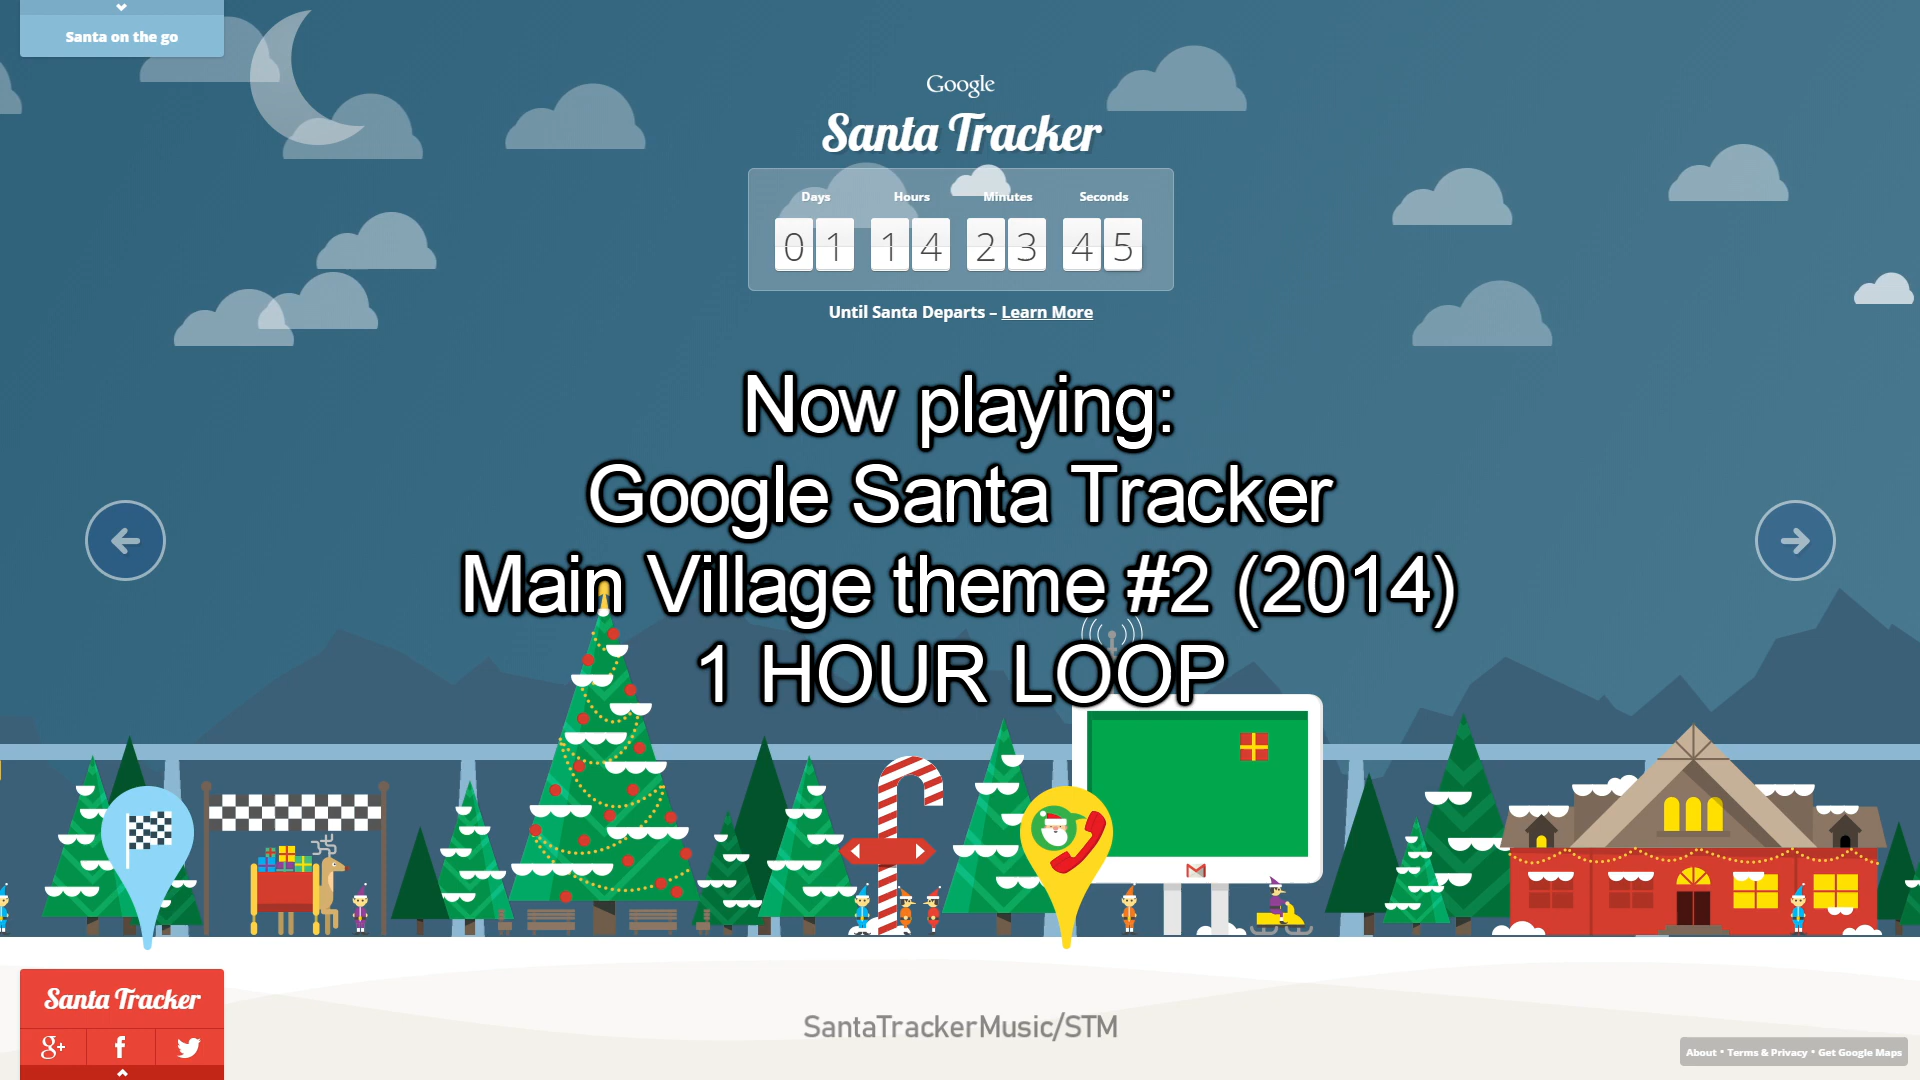 Santa on the go
Google
Santa Tracker
Days Hours Minutes Seconds
01 14 23 45
Until Santa Departs – Learn More
Now playing:
Google Santa Tracker
Main Village theme #2 (2014)
1 HOUR LOOP
Santa Tracker
g+ f
SantaTrackerMusic/STM
About • Terms & Privacy • Get Google Maps